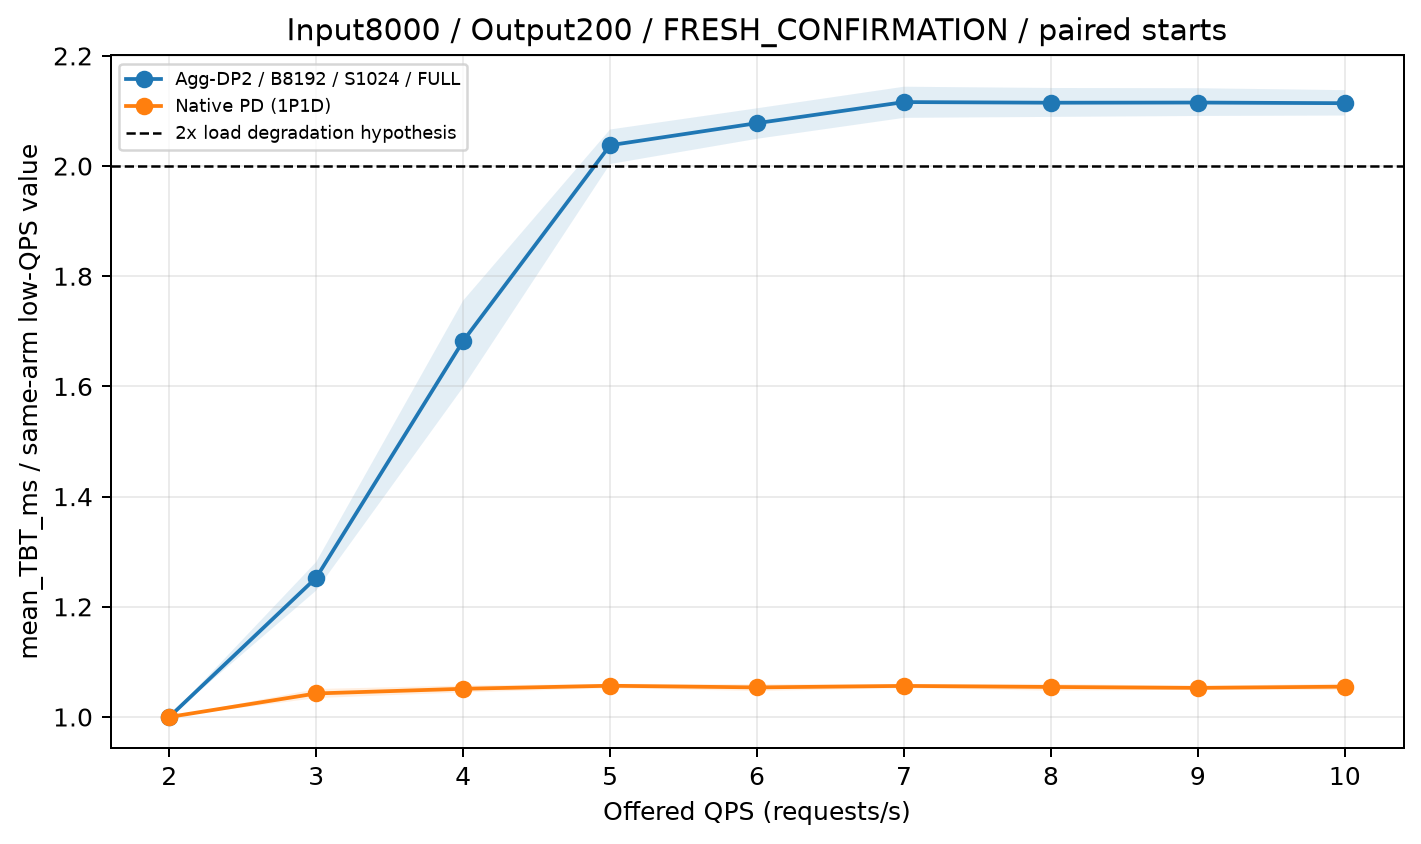 Input8000 / Output200 / FRESH_CONFIRMATION / paired starts
Agg-DP2 / B8192 / S1024 / FULL
Native PD (1P1D)
2x load degradation hypothesis
mean_TBT_ms / same-arm low-QPS value
2.2
2.0
1.8
1.6
1.4
1.2
1.0
2 3 4 5 6 7 8 9 10
Offered QPS (requests/s)